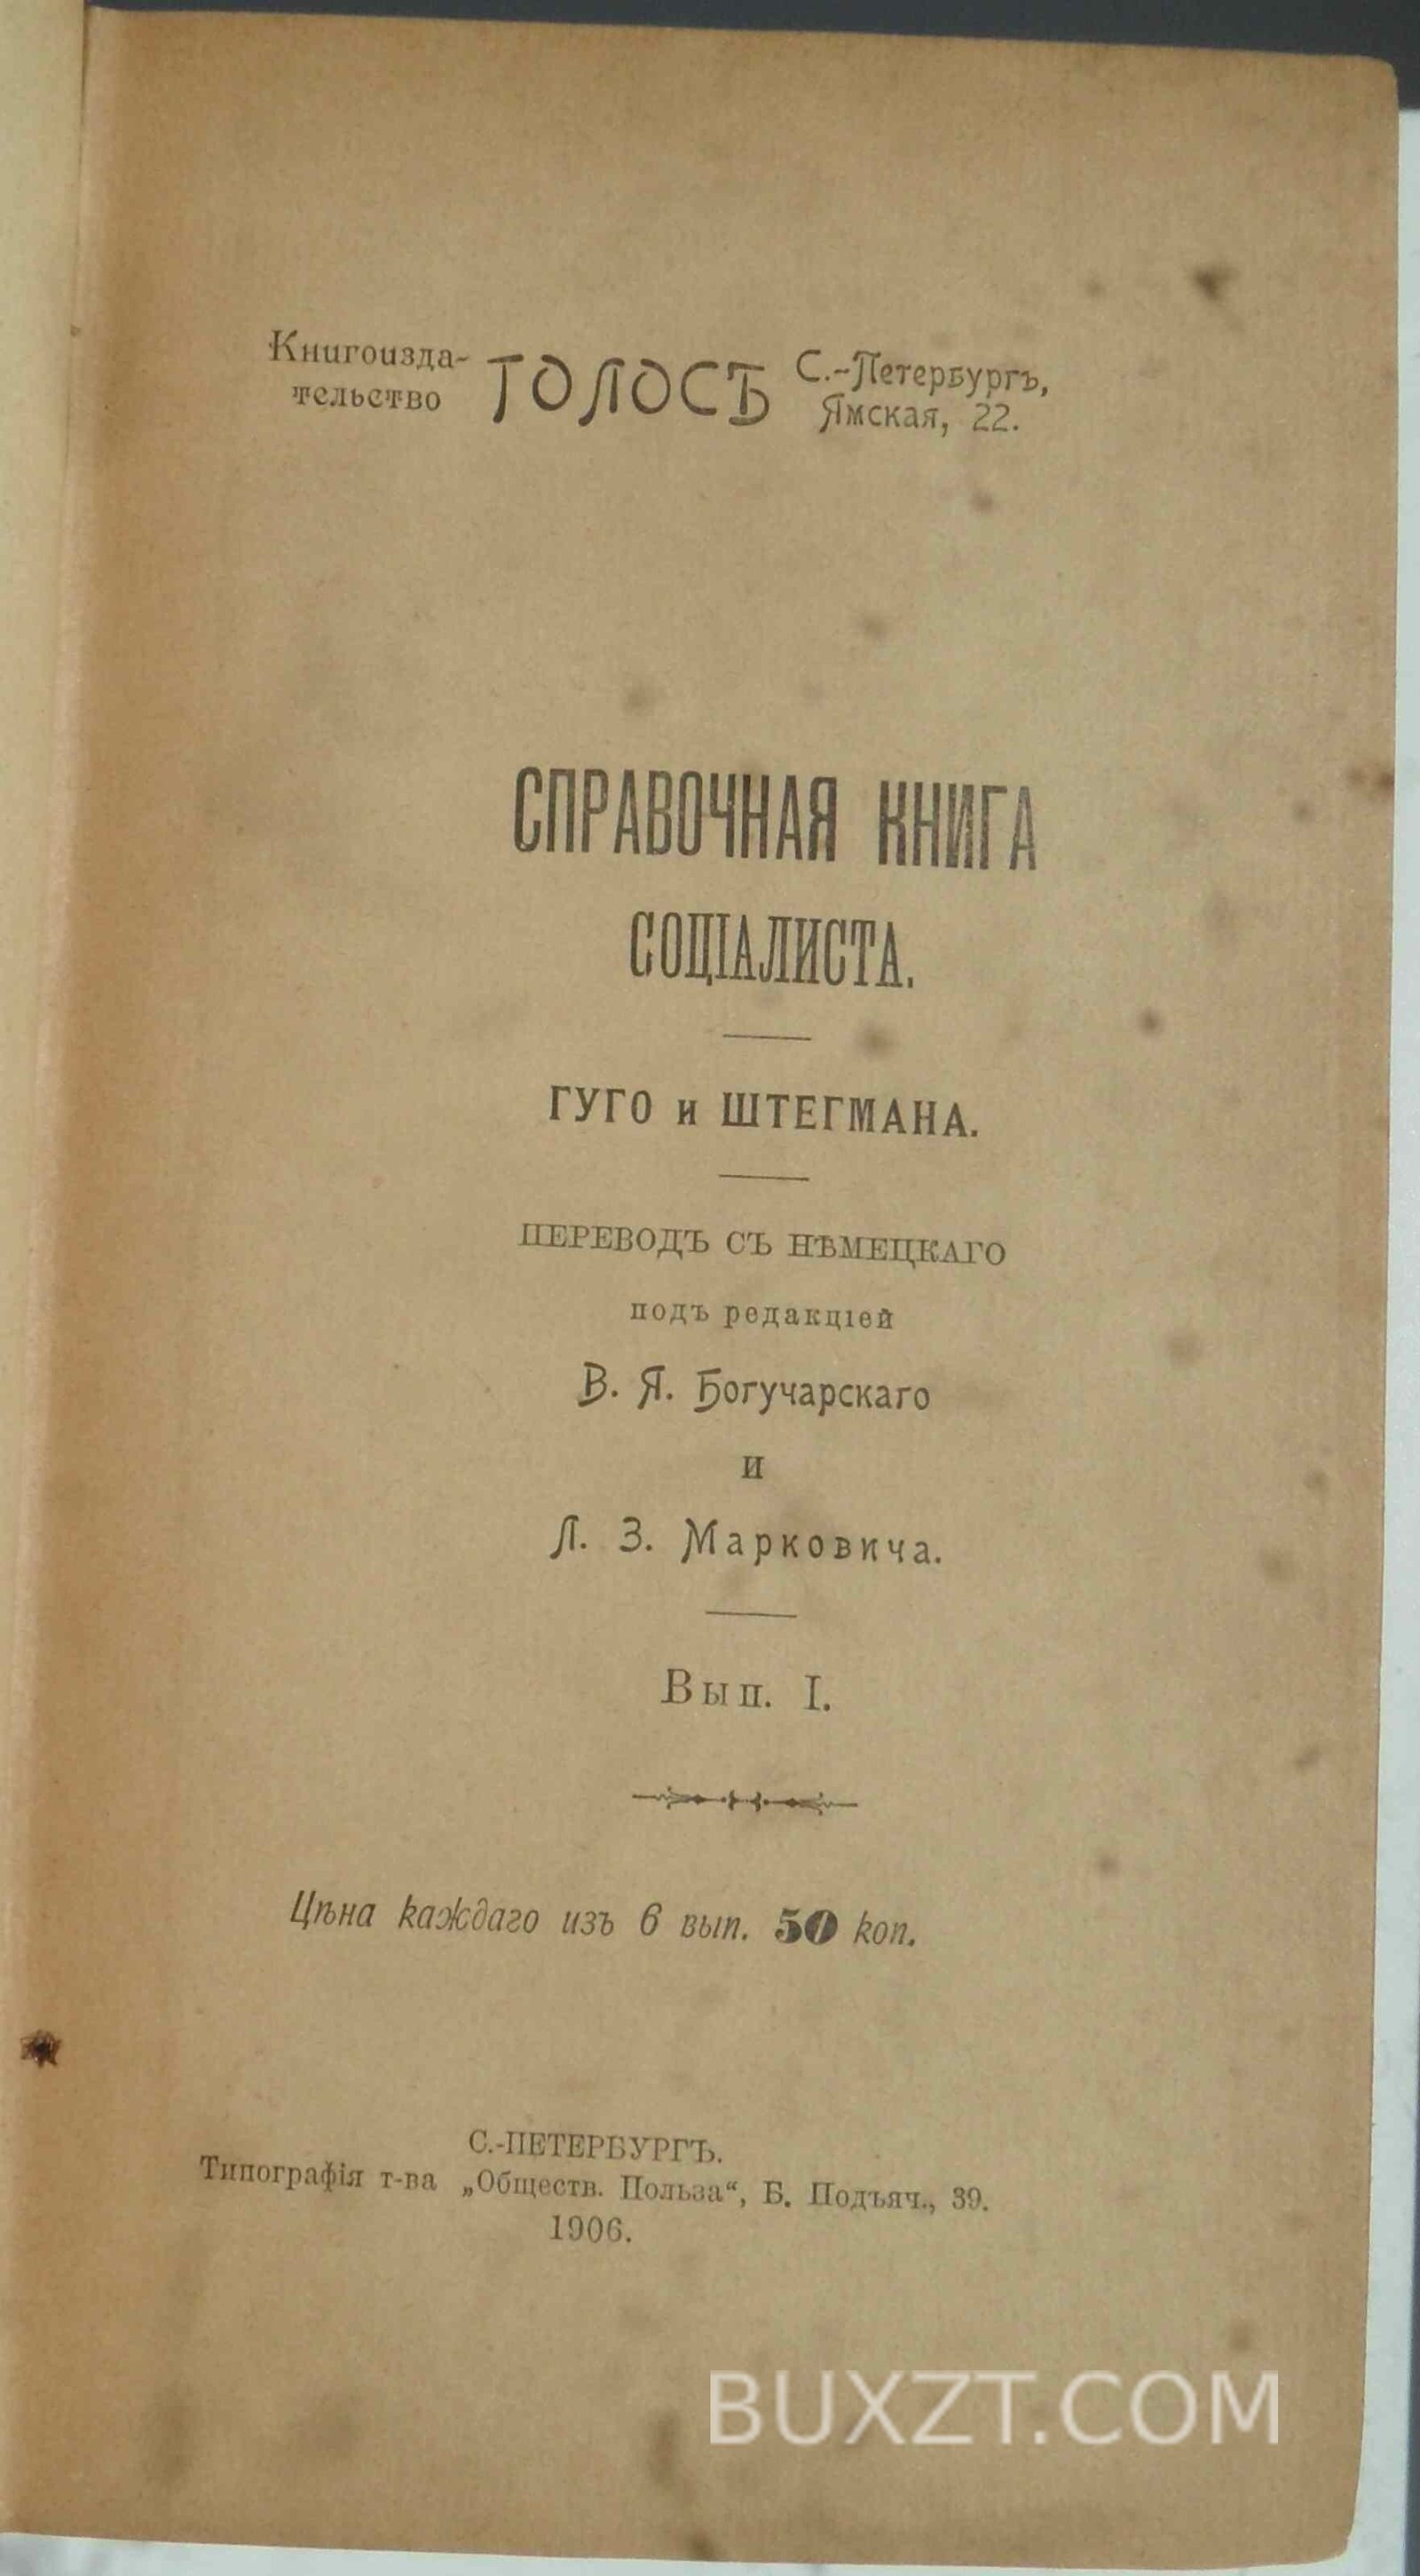 Книгоизда-
тельство
ГОЛОСЪ
С.-Петербургъ,
Ямская, 22.
СПРАВОЧНАЯ КНИГА
СОЦІАЛИСТА.
ГУГО и ШТЕГМАНА.
ПЕРЕВОДЪ СЪ НѢМЕЦКАГО
подъ редакціей
В. Я. Богучарскаго
и
Л. З. Марковича.
Вып. I.
Цѣна каждаго изъ 6 вып. 50 коп.
С.-ПЕТЕРБУРГЪ.
Типографія т-ва „Обществ. Польза“, Б. Подъяч., 39.
1906.
BUXZT.COM